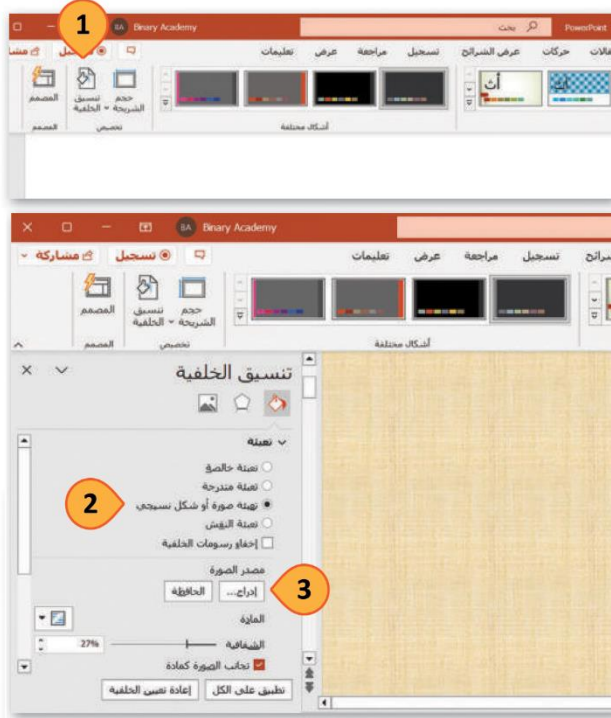 1
BA Binary Academy
بحث
PowerPoint
حركات
عرض الشرائح
تسجيل
مراجعة
عرض
تعليمات
أث
حجم الشريحة
تنسيق الخلفية
المصمم
أشكال مختلفة
تخصيص
المصمم
BA Binary Academy
تسجيل
مراجعة
عرض
تعليمات
تسجيل
مشاركة
حجم الشريحة
تنسيق الخلفية
المصمم
أشكال مختلفة
تخصيص
المصمم
تنسيق الخلفية
تعبئة
تعبئة خالصة
تعبئة متدرجة
2
تعبئة صورة أو شكل نسيجي
تعبئة النقش
إخفاء رسومات الخلفية
مصدر الصورة
إدراج...
الحافظة
3
المادة
الشفافية
27%
تجانب الصورة كمادة
تطبيق على الكل
إعادة تعيين الخلفية